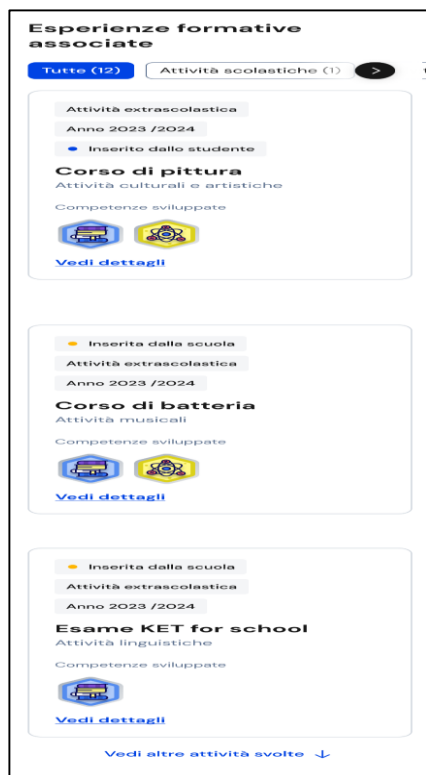 Esperienze formative
associate
Tutte (12) Attività scolastiche (1) >
Attività extrascolastica
Anno 2023 /2024
Inserito dallo studente
Corso di pittura
Attività culturali e artistiche
Competenze sviluppate
Vedi dettagli
Inserita dalla scuola
Attività extrascolastica
Anno 2023 /2024
Corso di batteria
Attività musicali
Competenze sviluppate
Vedi dettagli
Inserita dalla scuola
Attività extrascolastica
Anno 2023 /2024
Esame KET for school
Attività linguistiche
Competenze sviluppate
Vedi dettagli
Vedi altre attività svolte ↓